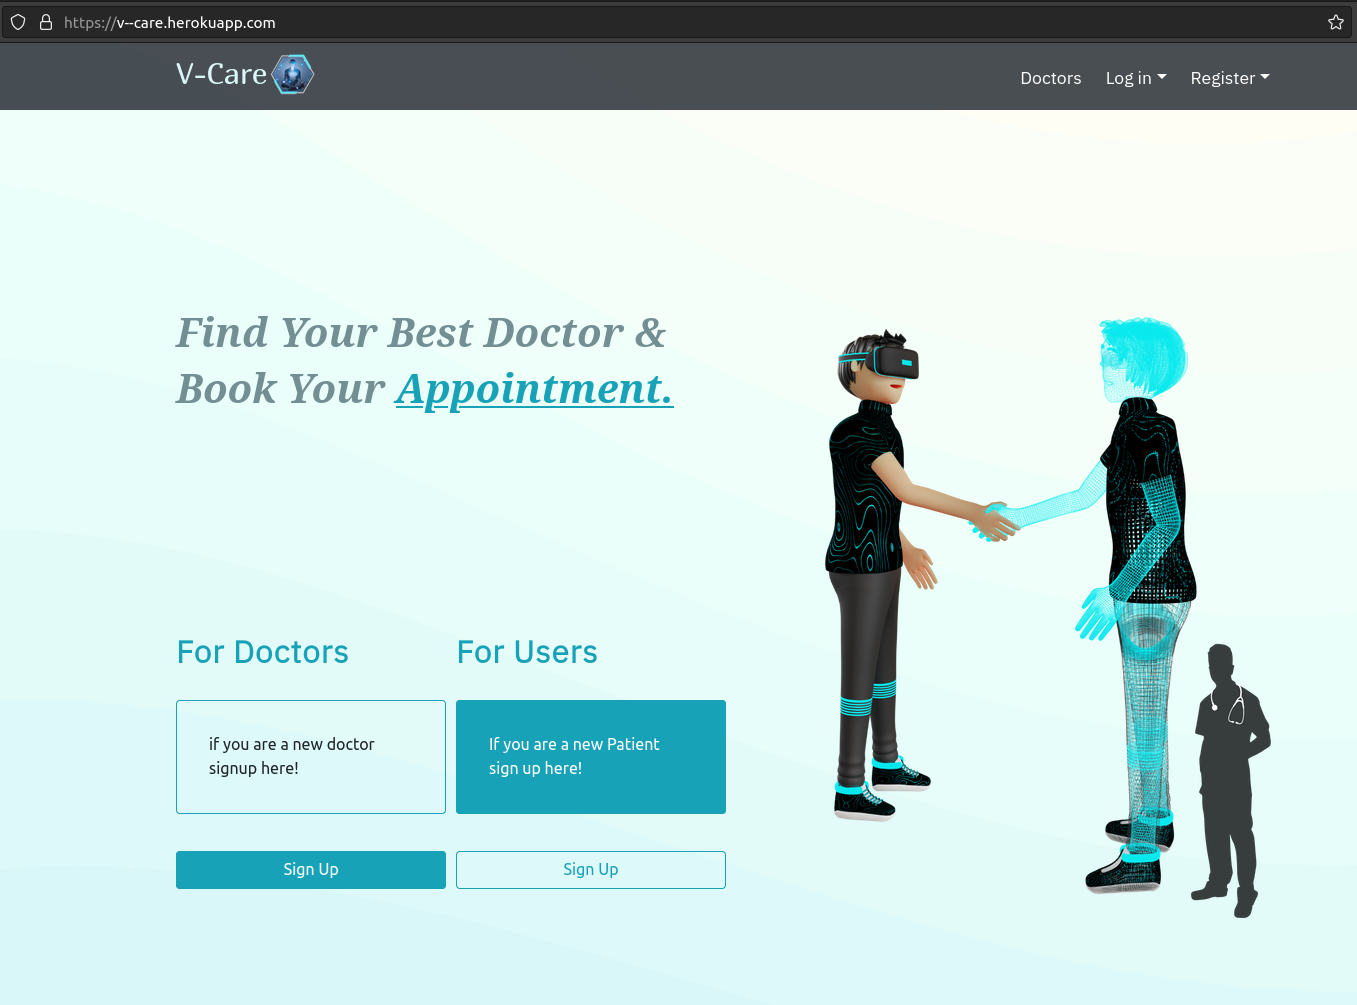 https://v--care.herokuapp.com
V-Care
Doctors
Log in
Register
Find Your Best Doctor &
Book Your Appointment.
For Doctors
For Users
if you are a new doctor
signup here!
If you are a new Patient
sign up here!
Sign Up
Sign Up